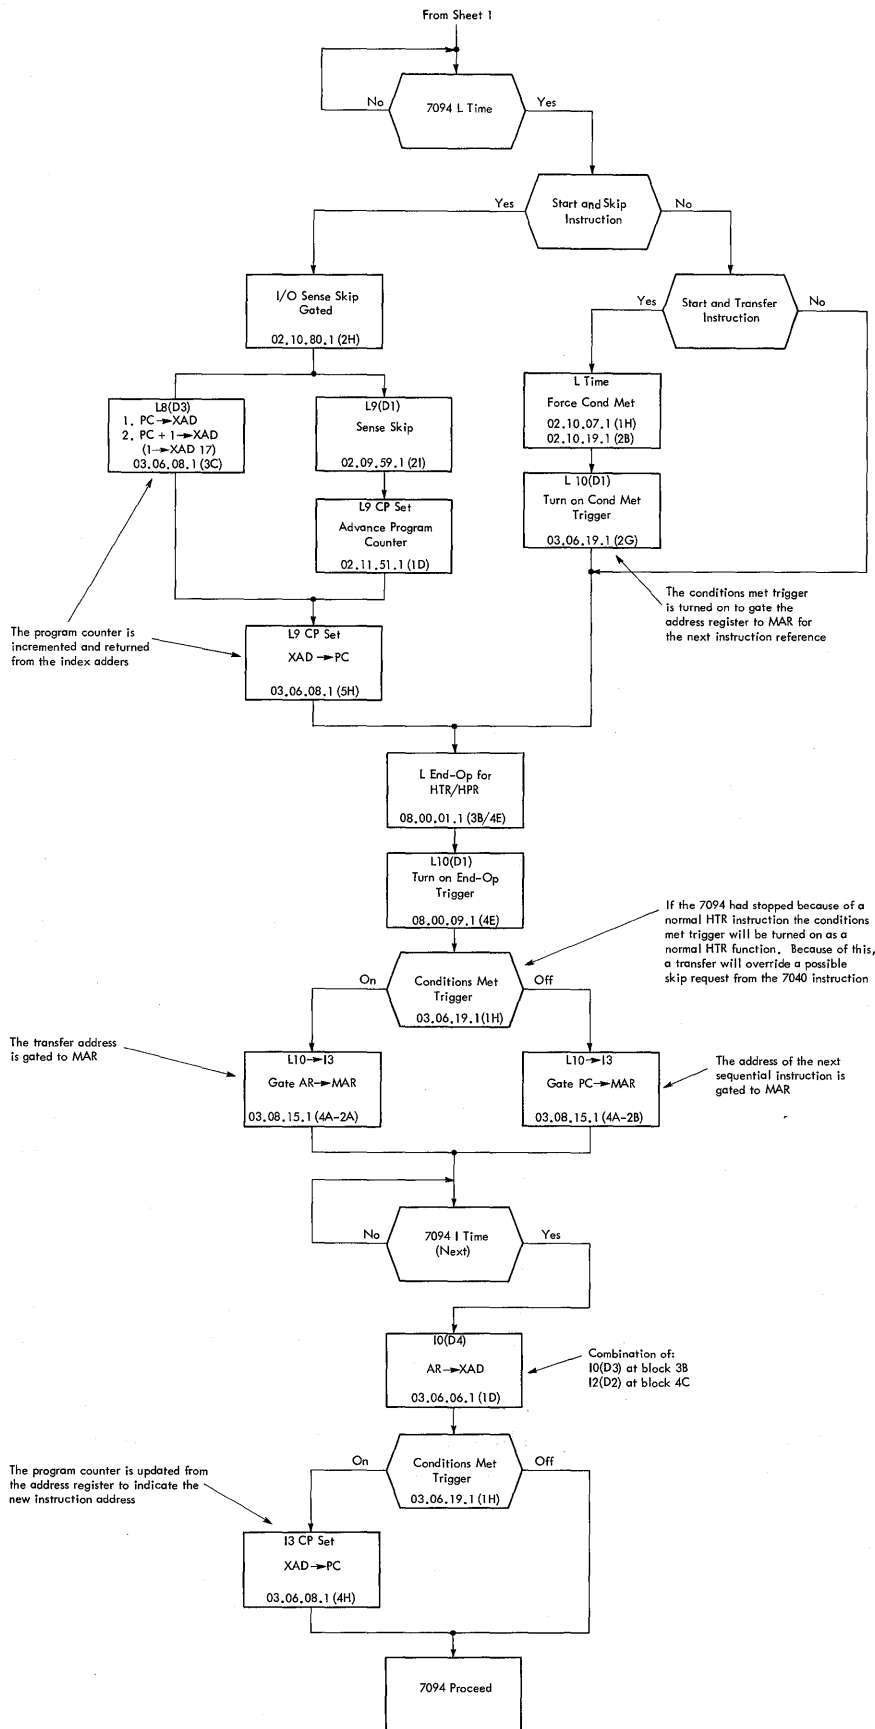 From Sheet 1
7094 L Time
No
Yes
Start and Skip
Instruction
Yes
No
I/O Sense Skip
Gated
02.10.80.1 (2H)
Start and Transfer
Instruction
Yes
No
L8(D3)
1. PC→XAD
2. PC + 1→XAD
(1→XAD 17)
03.06.08.1 (3C)
L9(D1)
Sense Skip
02.09.59.1 (2I)
L Time
Force Cond Met
02.10.07.1 (1H)
02.10.19.1 (2B)
L9 CP Set
Advance Program
Counter
02.11.51.1 (1D)
L 10(D1)
Turn on Cond Met
Trigger
03.06.19.1 (2G)
The conditions met trigger
is turned on to gate the
address register to MAR for
the next instruction reference
The program counter is
incremented and returned
from the index adders
L9 CP Set
XAD→PC
03.06.08.1 (5H)
L End-Op for
HTR/HPR
08.00.01.1 (3B/4E)
L10(D1)
Turn on End-Op
Trigger
08.00.09.1 (4E)
If the 7094 had stopped because of a
normal HTR instruction the conditions
met trigger will be turned on as a
normal HTR function. Because of this,
a transfer will override a possible
skip request from the 7040 instruction
Conditions Met
Trigger
03.06.19.1(1H)
On
Off
The transfer address
is gated to MAR
L10→I3
Gate AR→MAR
03.08.15.1 (4A-2A)
L10→I3
Gate PC→MAR
03.08.15.1 (4A-2B)
The address of the next
sequential instruction is
gated to MAR
7094 I Time
(Next)
No
Yes
I0(D4)
AR→XAD
03.06.06.1 (1D)
Combination of:
I0(D3) at block 3B
I2(D2) at block 4C
Conditions Met
Trigger
03.06.19.1 (1H)
On
Off
The program counter is updated from
the address register to indicate the
new instruction address
I3 CP Set
XAD→PC
03.06.08.1 (4H)
7094 Proceed